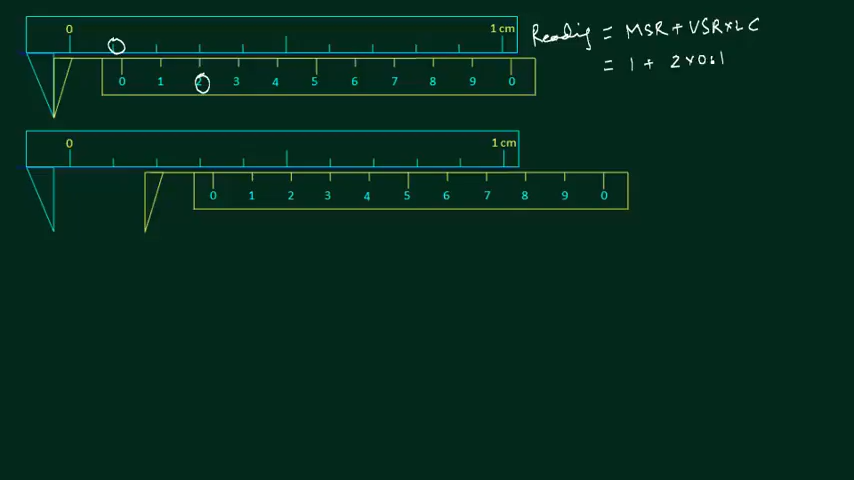 0 1 cm
0 1 2 3 4 5 6 7 8 9 0
Readig = MSR + VSR×LC
= 1 + 2×0.1
0 1 cm
0 1 2 3 4 5 6 7 8 9 0